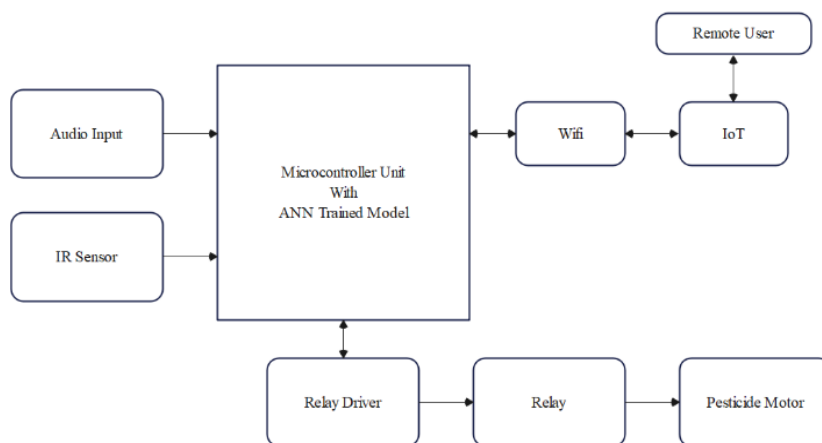 Remote User
Audio Input
Wifi
IoT
Microcontroller Unit
With
ANN Trained Model
IR Sensor
Relay Driver
Relay
Pesticide Motor